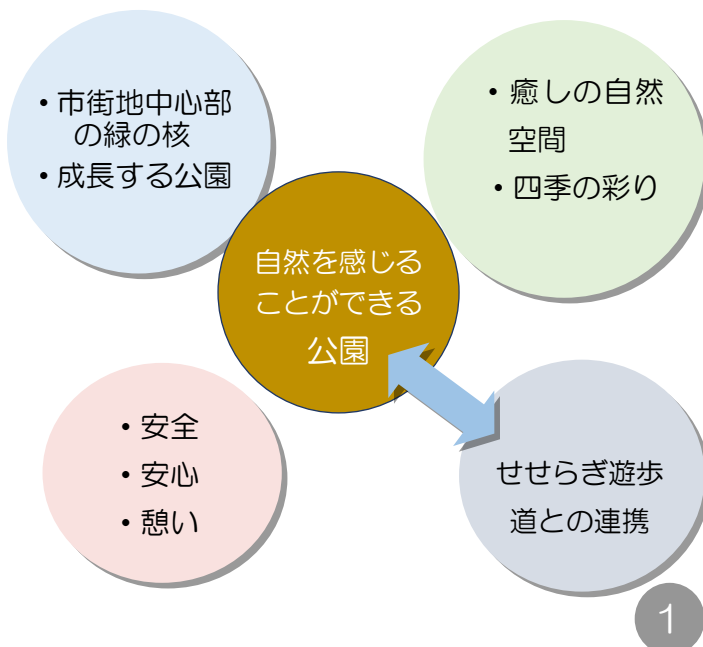 ・市街地中心部
の緑の核
・成長する公園
・癒しの自然
空間
・四季の彩り
自然を感じる
ことができる
公園
・安全
・安心
・憩い
せせらぎ遊歩
道との連携
1